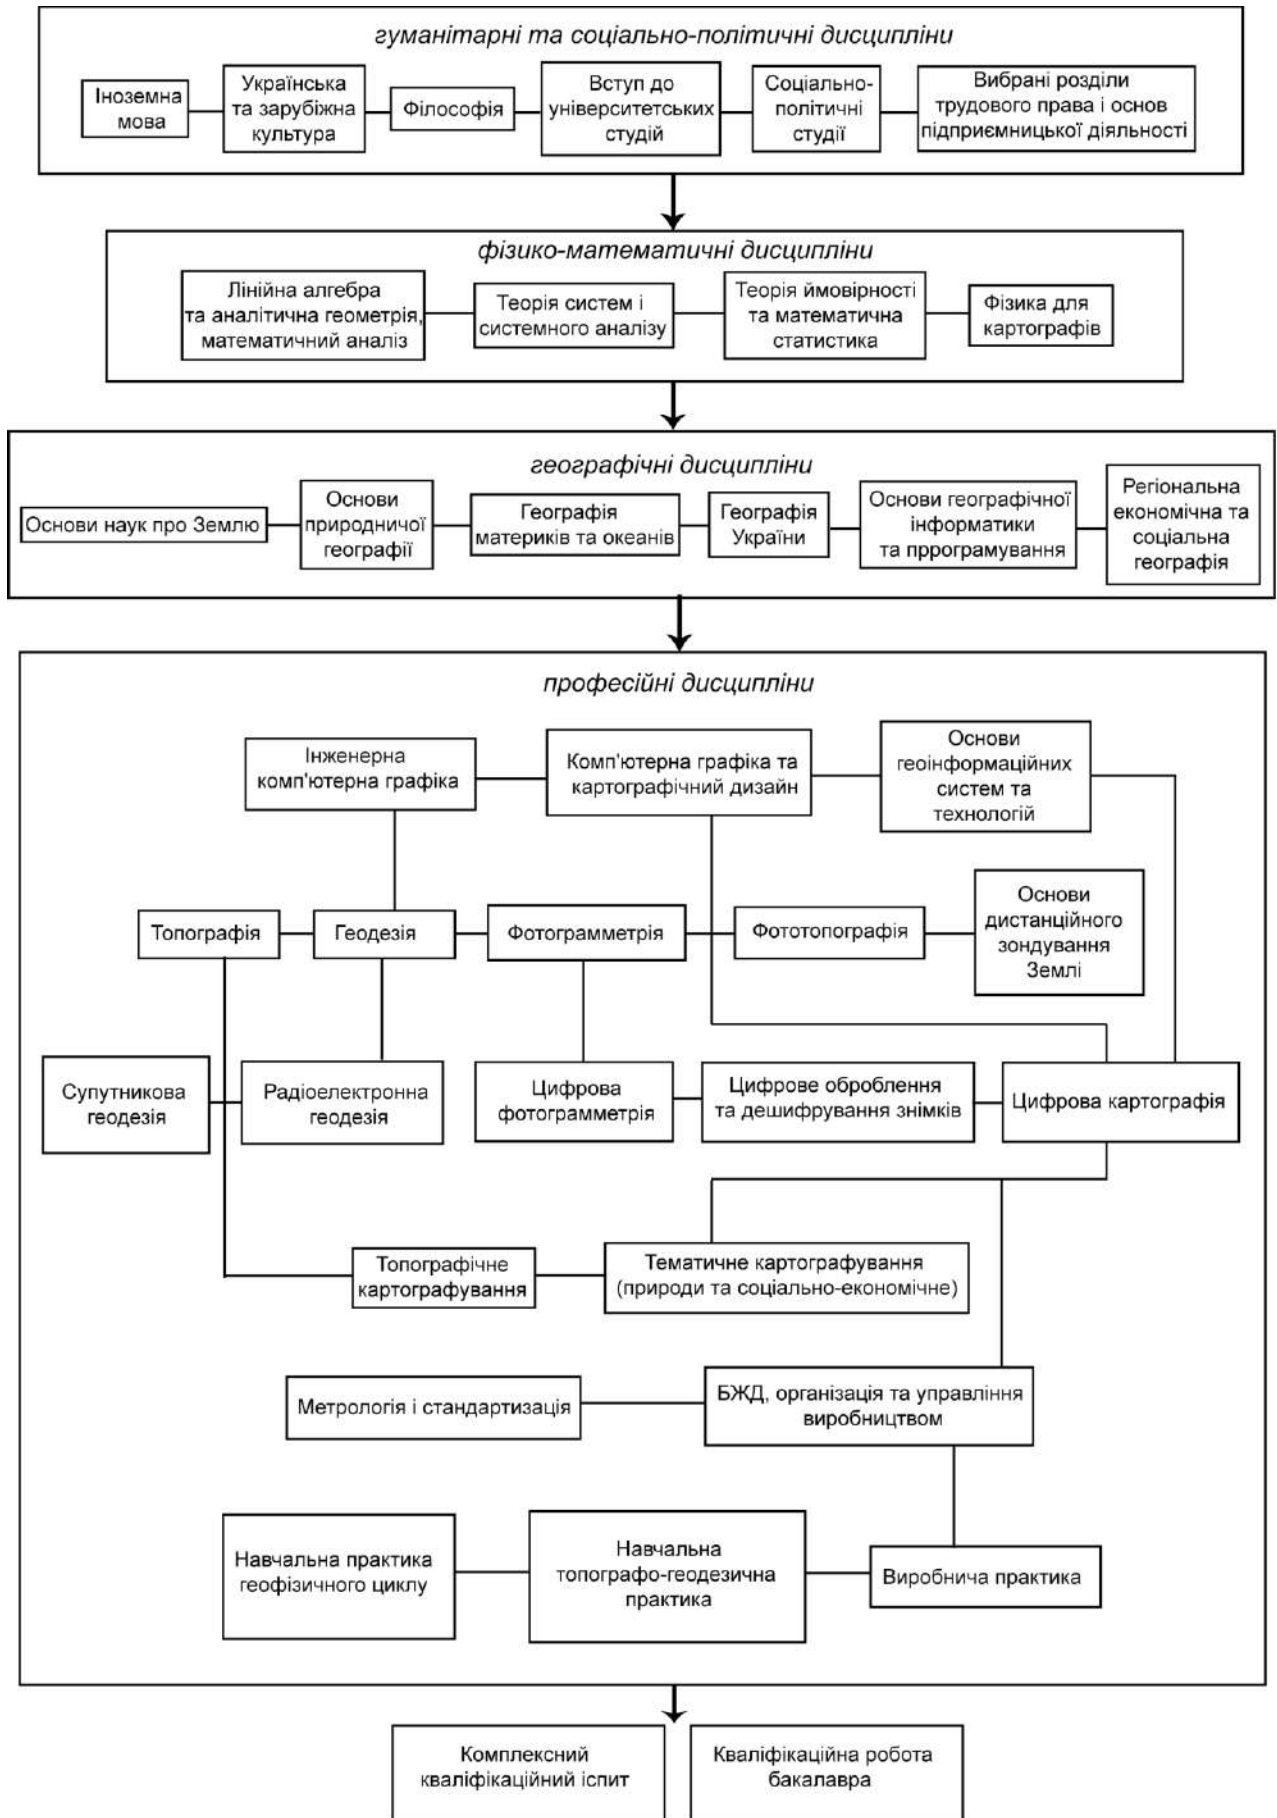 гуманітарні та соціально-політичні дисципліни
Іноземна
мова
Українська
та зарубіжна
культура
Філософія
Вступ до
університетських
студій
Соціально-
політичні
студії
Вибрані розділи
трудового права і основ
підприємницької діяльності
фізико-математичні дисципліни
Лінійна алгебра
та аналітична геометрія,
математичний аналіз
Теорія систем і
системного аналізу
Теорія ймовірності
та математична
статистика
Фізика для
картографів
географічні дисципліни
Основи наук про Землю
Основи
природничої
географії
Географія
материків та океанів
Географія
України
Основи географічної
інформатики
та пррограмування
Регіональна
економічна та
соціальна
географія
професійні дисципліни
Інженерна
комп'ютерна графіка
Комп'ютерна графіка та
картографічний дизайн
Основи
геоінформаційних
систем та
технологій
Топографія
Геодезія
Фотограмметрія
Фототопографія
Основи
дистанційного
зондування
Землі
Супутникова
геодезія
Радіоелектронна
геодезія
Цифрова
фотограмметрія
Цифрове оброблення
та дешифрування знімків
Цифрова картографія
Топографічне
картографування
Тематичне картографування
(природи та соціально-економічне)
Метрологія і стандартизація
БЖД, організація та управління
виробництвом
Навчальна практика
геофізичного циклу
Навчальна
топографо-геодезична
практика
Виробнича практика
Комплексний
кваліфікаційний іспит
Кваліфікаційна робота
бакалавра